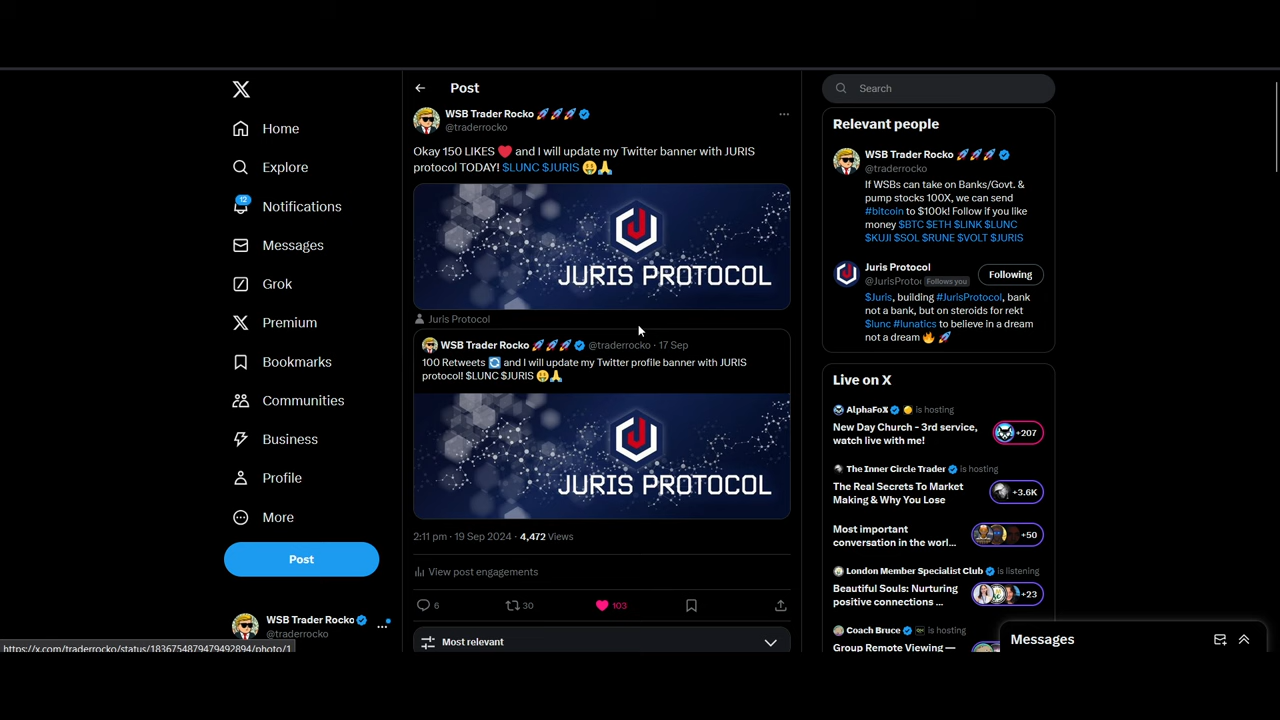 Home
Explore
12
Notifications
Messages
Grok
Premium
Bookmarks
Communities
Business
Profile
More
Post
WSB Trader Rocko
@traderrocko
https://x.com/traderrocko/status/1836754879479492894/photo/1
Post
WSB Trader Rocko 🚀🚀🚀
@traderrocko
Okay 150 LIKES ❤️ and I will update my Twitter banner with JURIS
protocol TODAY! $LUNC $JURIS 🤑🙏
JURIS PROTOCOL
Juris Protocol
WSB Trader Rocko 🚀🚀🚀 @traderrocko · 17 Sep
100 Retweets 🔄 and I will update my Twitter profile banner with JURIS
protocol! $LUNC $JURIS 🤑🙏
JURIS PROTOCOL
2:11 pm · 19 Sep 2024 · 4,472 Views
View post engagements
6 30 103
Most relevant
Search
Relevant people
WSB Trader Rocko 🚀🚀🚀
@traderrocko
If WSBs can take on Banks/Govt. &
pump stocks 100X, we can send
#bitcoin to $100k! Follow if you like
money $BTC $ETH $LINK $LUNC
$KUJI $SOL $RUNE $VOLT $JURIS
Juris Protocol
@JurisProto Follows you
Following
$Juris, building #JurisProtocol, bank
not a bank, but on steroids for rekt
$lunc #lunatics to believe in a dream
not a dream 🔥 🚀
Live on X
AlphaFoX is hosting
New Day Church - 3rd service,
watch live with me!
+207
The Inner Circle Trader is hosting
The Real Secrets To Market
Making & Why You Lose
+3.6K
Most important
conversation in the worl...
+50
London Member Specialist Club is listening
Beautiful Souls: Nurturing
positive connections ...
+23
Coach Bruce is hosting
Group Remote Viewing —
Messages